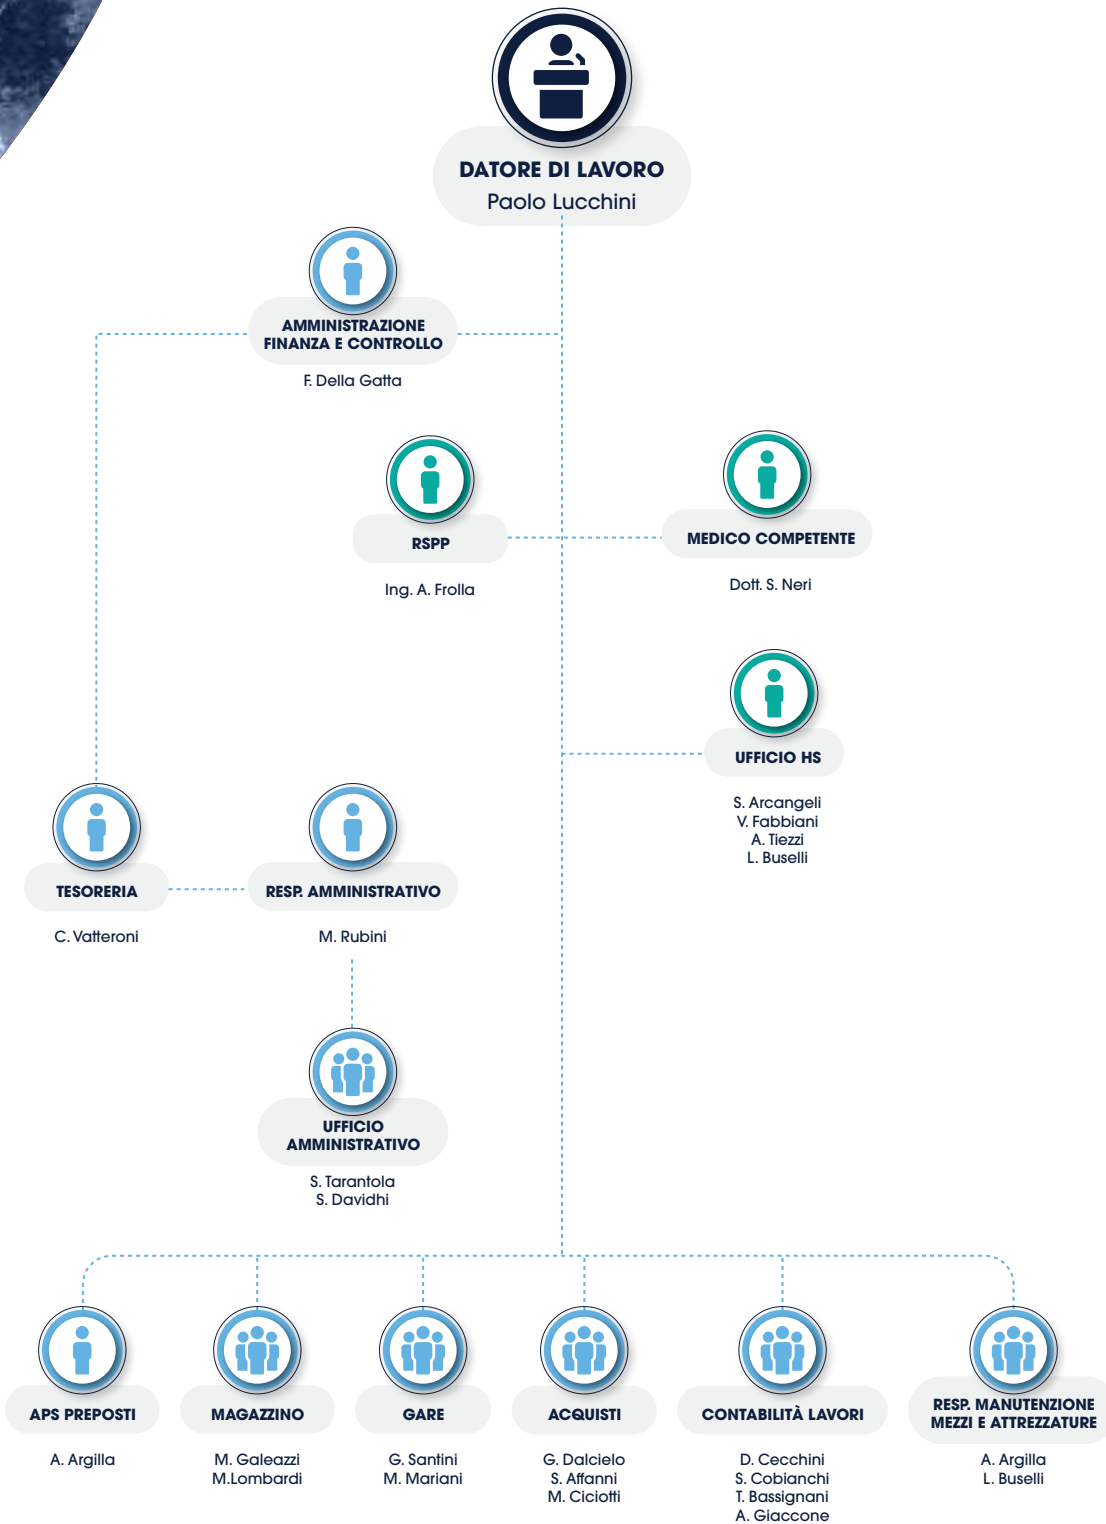 DATORE DI LAVORO
Paolo Lucchini
AMMINISTRAZIONE
FINANZA E CONTROLLO
F. Della Gatta
RSPP
Ing. A. Frolla
MEDICO COMPETENTE
Dott. S. Neri
UFFICIO HS
S. Arcangeli
V. Fabbiani
A. Tiezzi
L. Buselli
TESORERIA
C. Vatteroni
RESP. AMMINISTRATIVO
M. Rubini
UFFICIO
AMMINISTRATIVO
S. Tarantola
S. Davidhi
APS PREPOSTI
A. Argilla
MAGAZZINO
M. Galeazzi
M.Lombardi
GARE
G. Santini
M. Mariani
ACQUISTI
G. Dalcielo
S. Affanni
M. Ciciotti
CONTABILITÀ LAVORI
D. Cecchini
S. Cobianchi
T. Bassignani
A. Giaccone
RESP. MANUTENZIONE
MEZZI E ATTREZZATURE
A. Argilla
L. Buselli